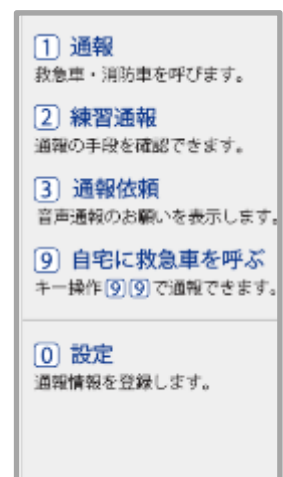 1 通報
救急車・消防車を呼びます。
2 練習通報
通報の手段を確認できます。
3 通報依頼
音声通報のお願いを表示します。
9 自宅に救急車を呼ぶ
キー操作99で通報できます。
0 設定
通報情報を登録します。